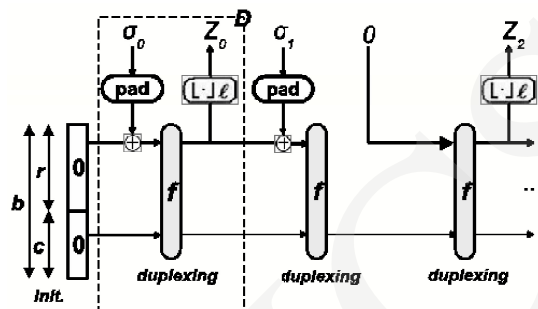 D
σ₀ Z₀ σ₁ 0 Z₂
pad ⌊·⌋ℓ pad ⌊·⌋ℓ
r 0 f f f
b
..
c 0
init. duplexing duplexing duplexing